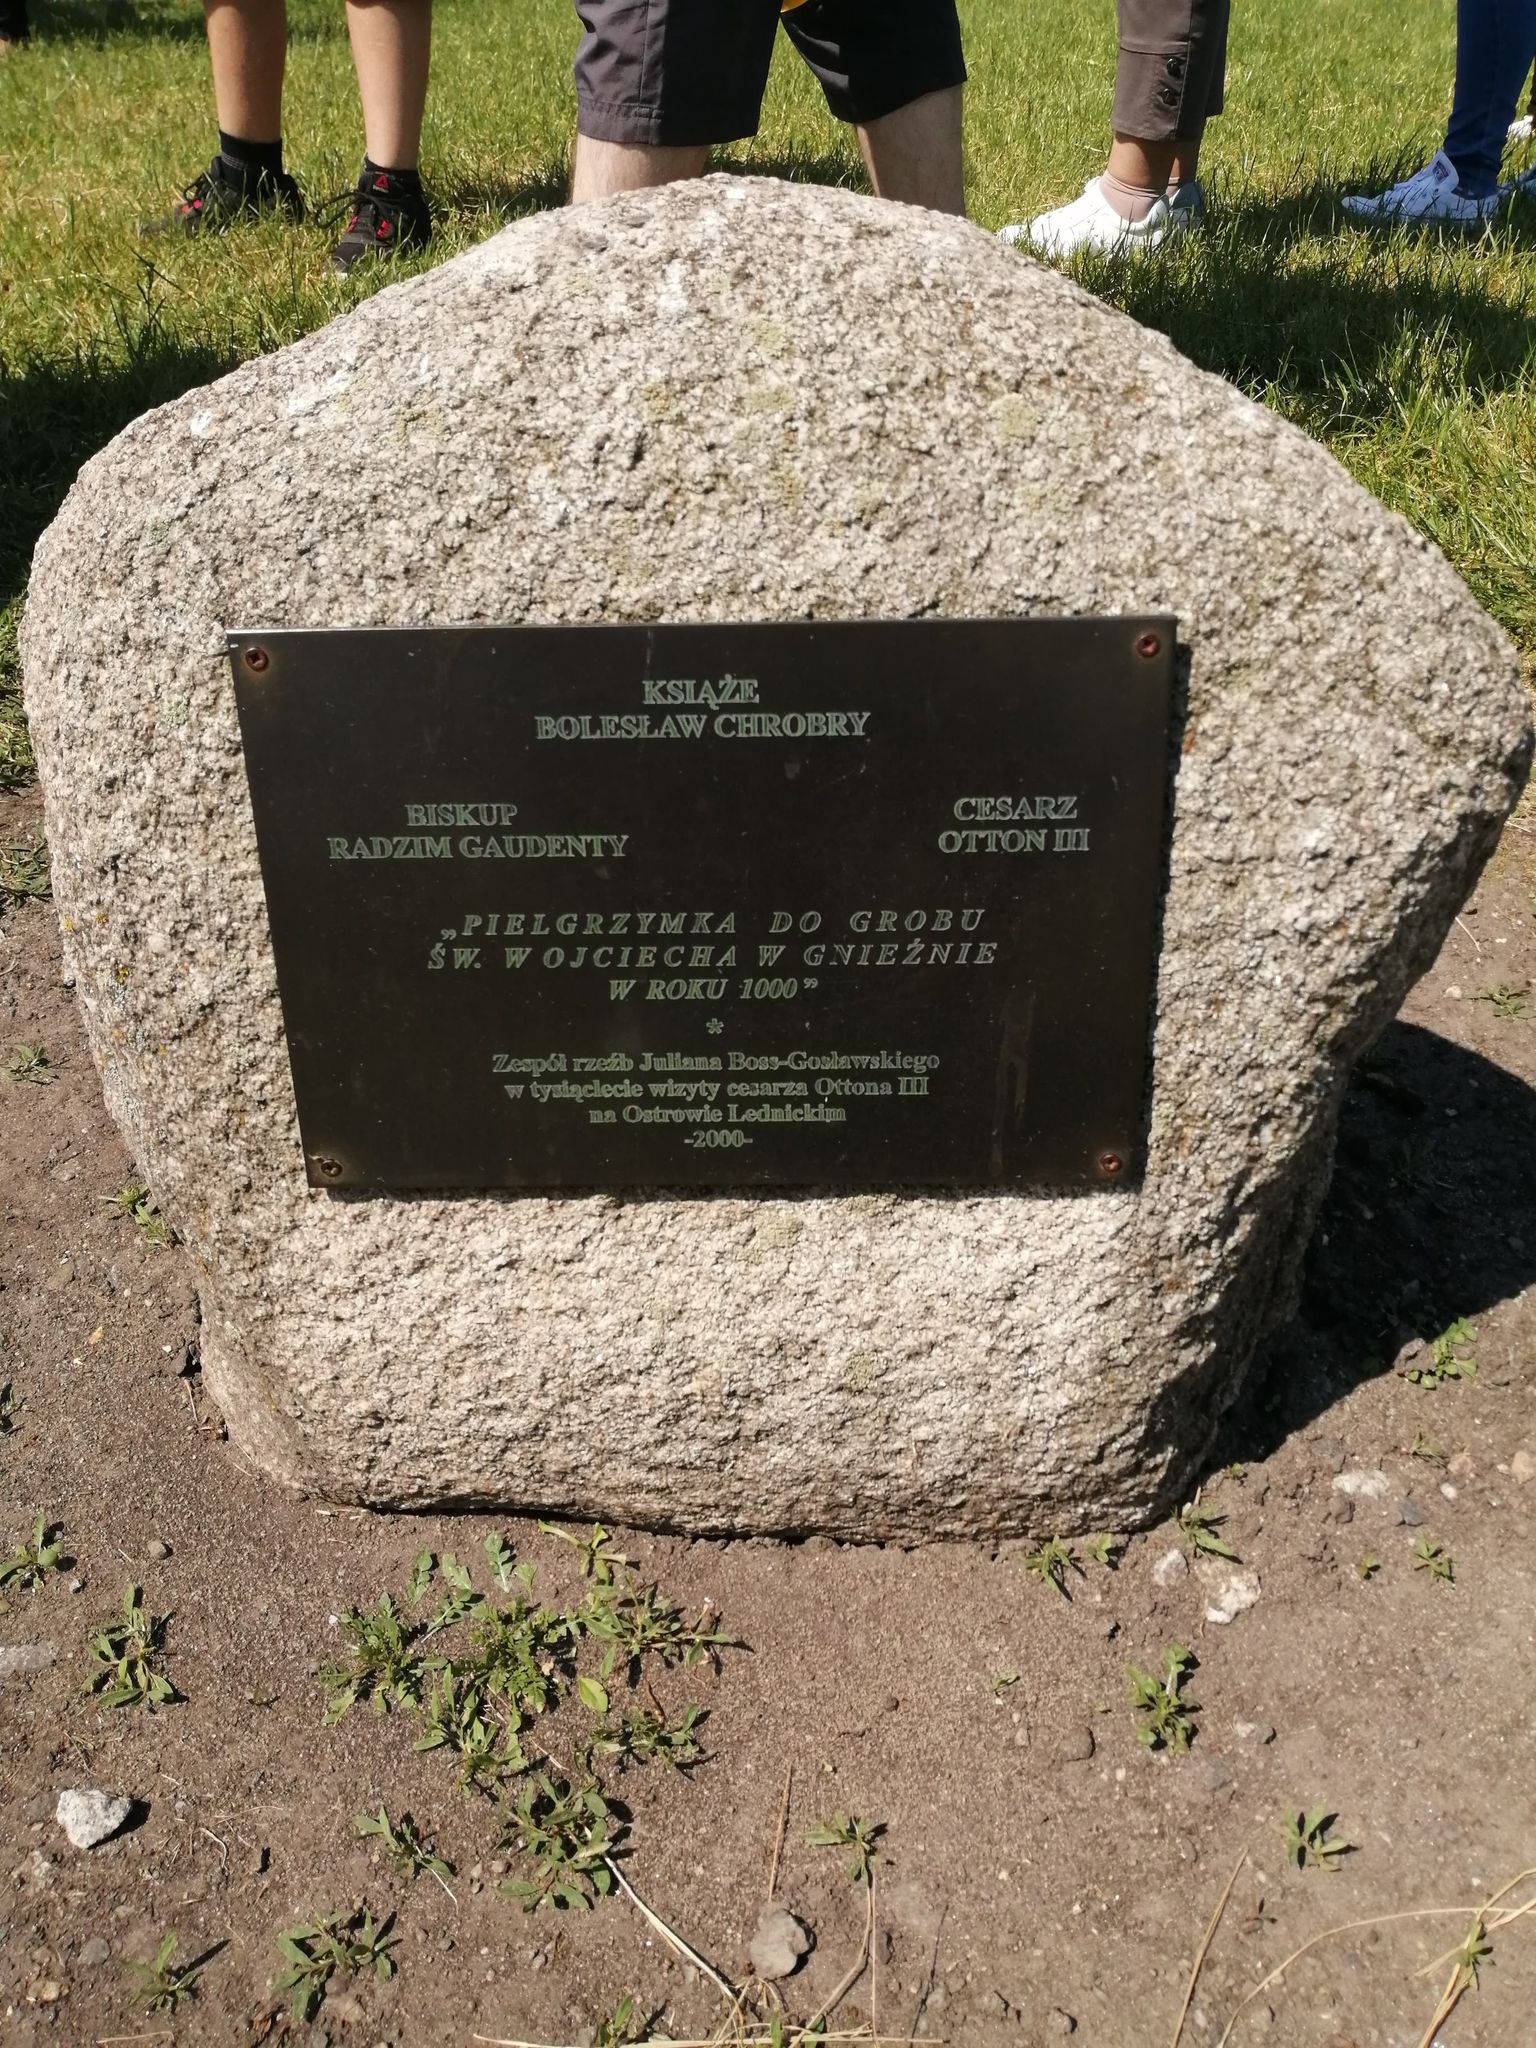 KSIĄŻE
BOLESŁAW CHROBRY
BISKUP
RADZIM GAUDENTY
CESARZ
OTTON III
„PIELGRZYMKA DO GROBU
ŚW. WOJCIECHA W GNIEŹNIE
W ROKU 1000”
*
Zespół rzeźb Juliana Boss-Gosławskiego
w tysiąclecie wizyty cesarza Ottona III
na Ostrowie Lednickim
-2000-